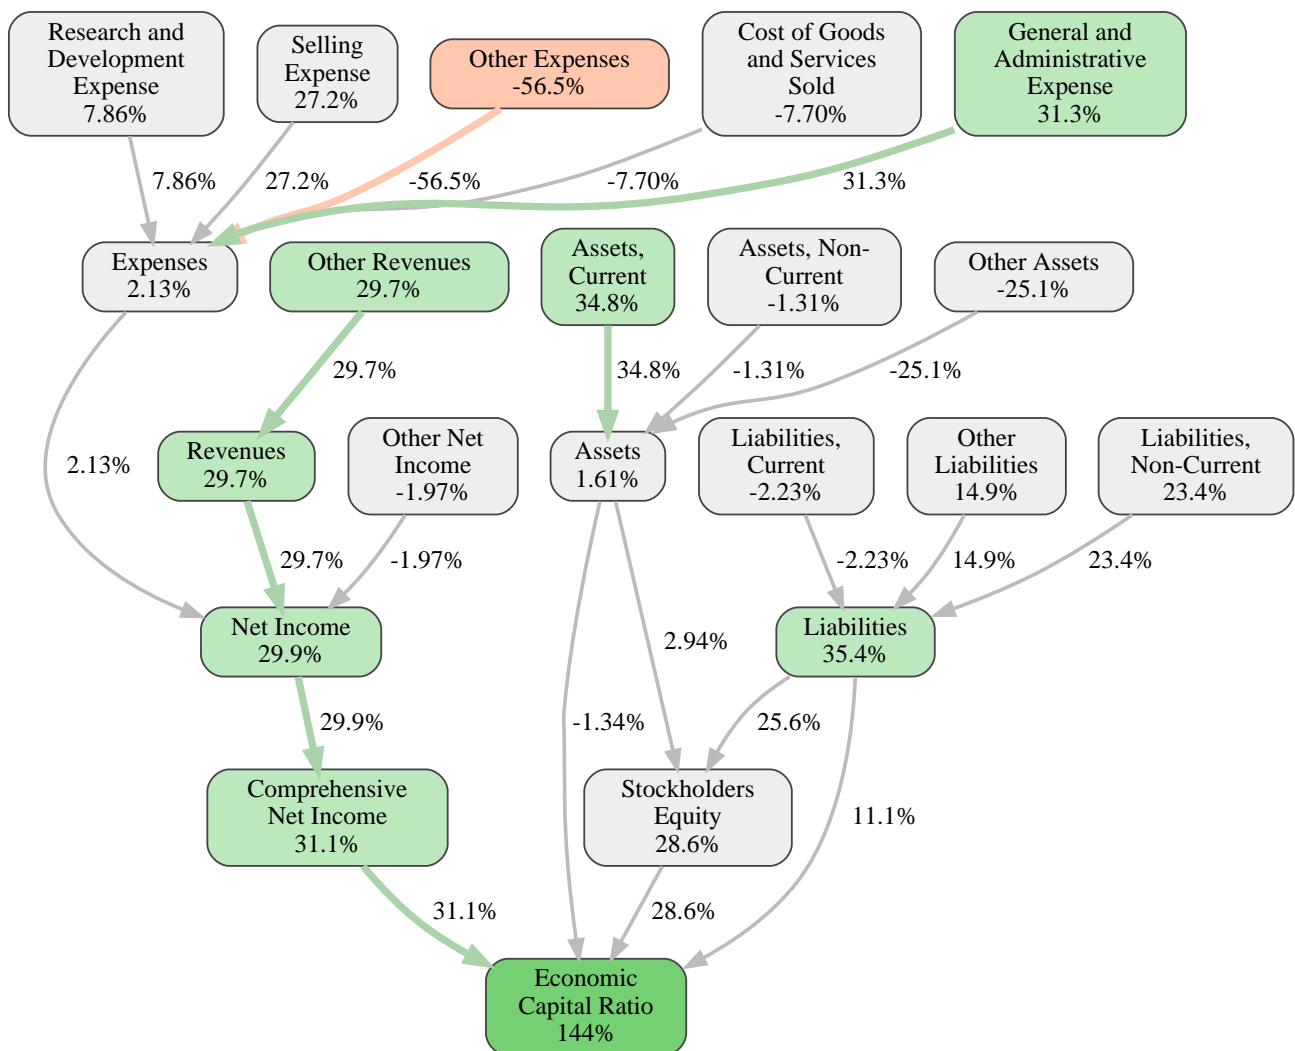 Research and
Development
Expense
7.86%
Selling
Expense
27.2%
Other Expenses
-56.5%
Cost of Goods
and Services
Sold
-7.70%
General and
Administrative
Expense
31.3%
7.86%
27.2%
-56.5%
-7.70%
31.3%
Expenses
2.13%
Other Revenues
29.7%
Assets,
Current
34.8%
Assets, Non-
Current
-1.31%
Other Assets
-25.1%
29.7%
34.8%
-1.31%
-25.1%
2.13%
Revenues
29.7%
Other Net
Income
-1.97%
Assets
1.61%
Liabilities,
Current
-2.23%
Other
Liabilities
14.9%
Liabilities,
Non-Current
23.4%
29.7%
-1.97%
-2.23%
14.9%
23.4%
Net Income
29.9%
2.94%
Liabilities
35.4%
29.9%
-1.34%
25.6%
Comprehensive
Net Income
31.1%
Stockholders
Equity
28.6%
11.1%
31.1%
28.6%
Economic
Capital Ratio
144%